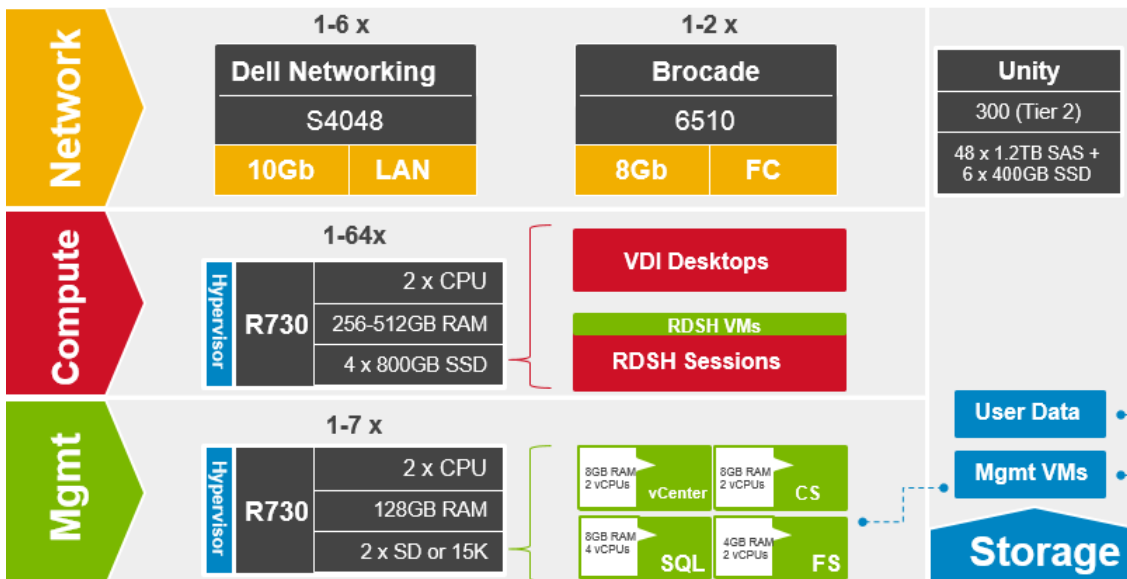 Network
1-6 x
Dell Networking
S4048
10Gb
LAN
1-2 x
Brocade
6510
8Gb
FC
Unity
300 (Tier 2)
48 x 1.2TB SAS +
6 x 400GB SSD
Compute
1-64x
Hypervisor
R730
2 x CPU
256-512GB RAM
4 x 800GB SSD
VDI Desktops
RDSH VMs
RDSH Sessions
Mgmt
1-7 x
Hypervisor
R730
2 x CPU
128GB RAM
2 x SD or 15K
8GB RAM
2 vCPUs
vCenter
8GB RAM
2 vCPUs
CS
8GB RAM
4 vCPUs
SQL
4GB RAM
2 vCPUs
FS
User Data
Mgmt VMs
Storage